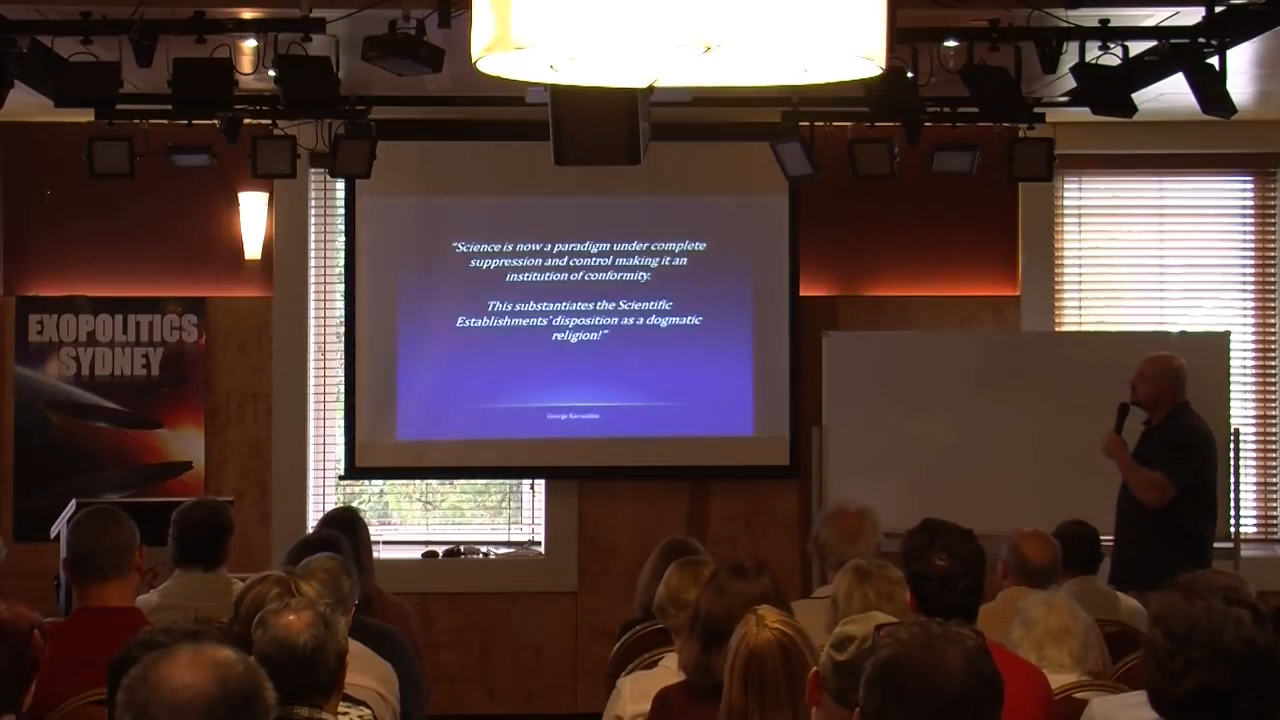 EXOPOLITICS
SYDNEY
“Science is now a paradigm under complete
suppression and control making it an
institution of conformity.
This substantiates the Scientific
Establishments’ disposition as a dogmatic
religion!”
George